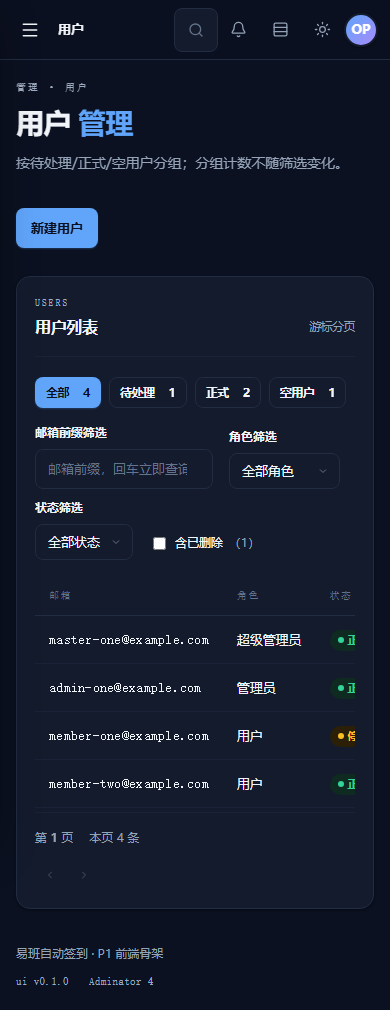 用户
OP
管理 • 用户
用户 管理
按待处理/正式/空用户分组；分组计数不随筛选变化。
新建用户
USERS
用户列表
游标分页
全部 4 待处理 1 正式 2 空用户 1
邮箱前缀筛选 角色筛选
邮箱前缀，回车立即查询 全部角色
状态筛选
全部状态 含已删除 (1)
邮箱 角色 状态
master-one@example.com 超级管理员
admin-one@example.com 管理员
member-one@example.com 用户
member-two@example.com 用户
第 1 页 本页 4 条
易班自动签到 · P1 前端骨架
ui v0.1.0 Adminator 4